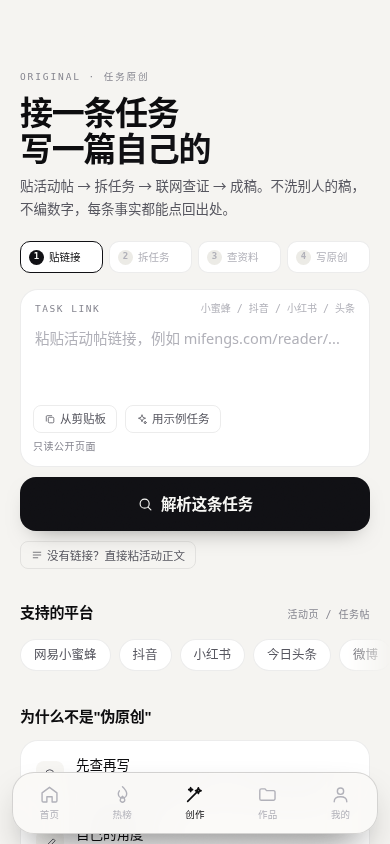 ORIGINAL · 任务原创
接一条任务
写一篇自己的
贴活动帖 → 拆任务 → 联网查证 → 成稿。不洗别人的稿，
不编数字，每条事实都能点回出处。
1 贴链接
2 拆任务
3 查资料
4 写原创
TASK LINK
小蜜蜂 / 抖音 / 小红书 / 头条
粘贴活动帖链接，例如 mifengs.com/reader/...
从剪贴板
用示例任务
只读公开页面
解析这条任务
没有链接？直接粘活动正文
支持的平台
活动页 / 任务帖
网易小蜜蜂
抖音
小红书
今日头条
微博
为什么不是"伪原创"
先查再写
自己的角度
首页
热榜
创作
作品
我的